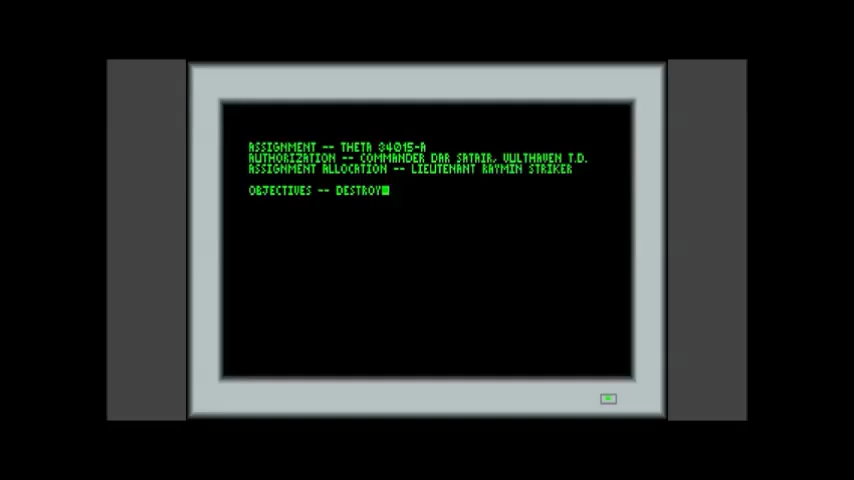 ASSIGNMENT -- THETA 34015-A
AUTHORIZATION -- COMMANDER DAR SATAIR, VULTHAVEN T.D.
ASSIGNMENT ALLOCATION -- LIEUTENANT RAYMIN STRIKER
OBJECTIVES -- DESTROY